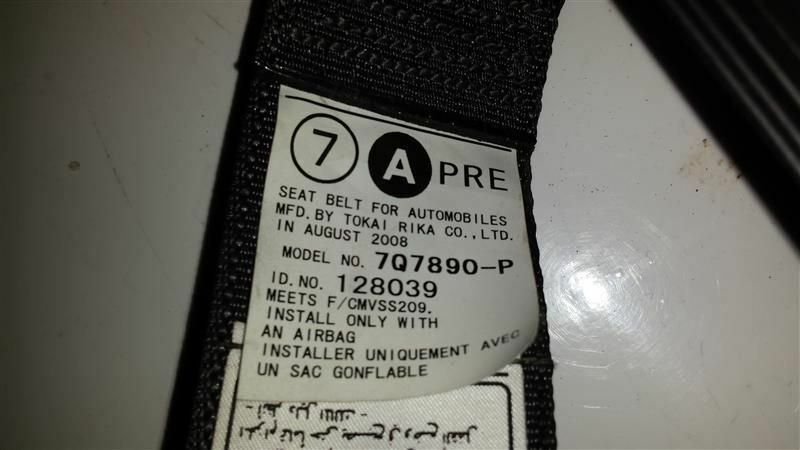 7 A PRE
SEAT BELT FOR AUTOMOBILES
MFD. BY TOKAI RIKA CO., LTD.
IN AUGUST 2008
MODEL NO. 7Q7890-P
ID. NO. 128039
MEETS F/CMVSS209.
INSTALL ONLY WITH
AN AIRBAG
INSTALLER UNIQUEMENT AVEC
UN SAC GONFLABLE